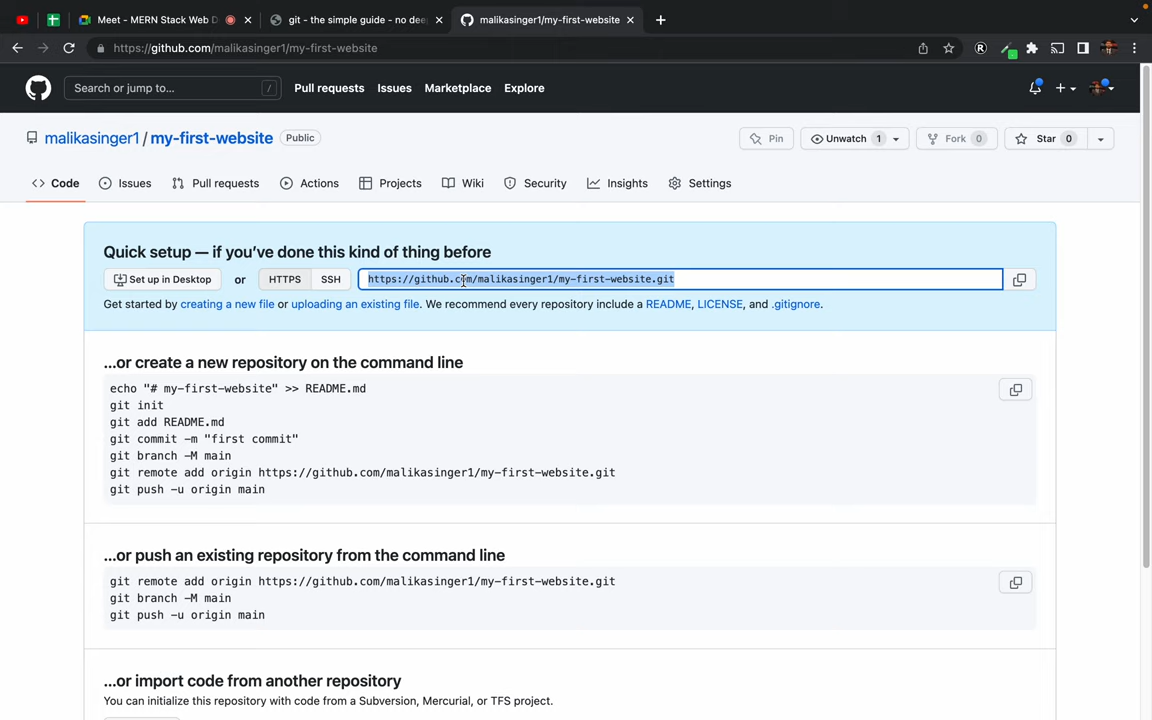 Meet - MERN Stack Web D
git - the simple guide - no dee
malikasinger1/my-first-website
https://github.com/malikasinger1/my-first-website
R
Search or jump to...
/
Pull requests
Issues
Marketplace
Explore
malikasinger1 / my-first-website
Public
Pin
Unwatch 1
Fork 0
Star 0
Code
Issues
Pull requests
Actions
Projects
Wiki
Security
Insights
Settings
Quick setup — if you've done this kind of thing before
Set up in Desktop
or
HTTPS
SSH
https://github.com/malikasinger1/my-first-website.git
Get started by creating a new file or uploading an existing file. We recommend every repository include a README, LICENSE, and .gitignore.
...or create a new repository on the command line
echo "# my-first-website" >> README.md
git init
git add README.md
git commit -m "first commit"
git branch -M main
git remote add origin https://github.com/malikasinger1/my-first-website.git
git push -u origin main
...or push an existing repository from the command line
git remote add origin https://github.com/malikasinger1/my-first-website.git
git branch -M main
git push -u origin main
...or import code from another repository
You can initialize this repository with code from a Subversion, Mercurial, or TFS project.